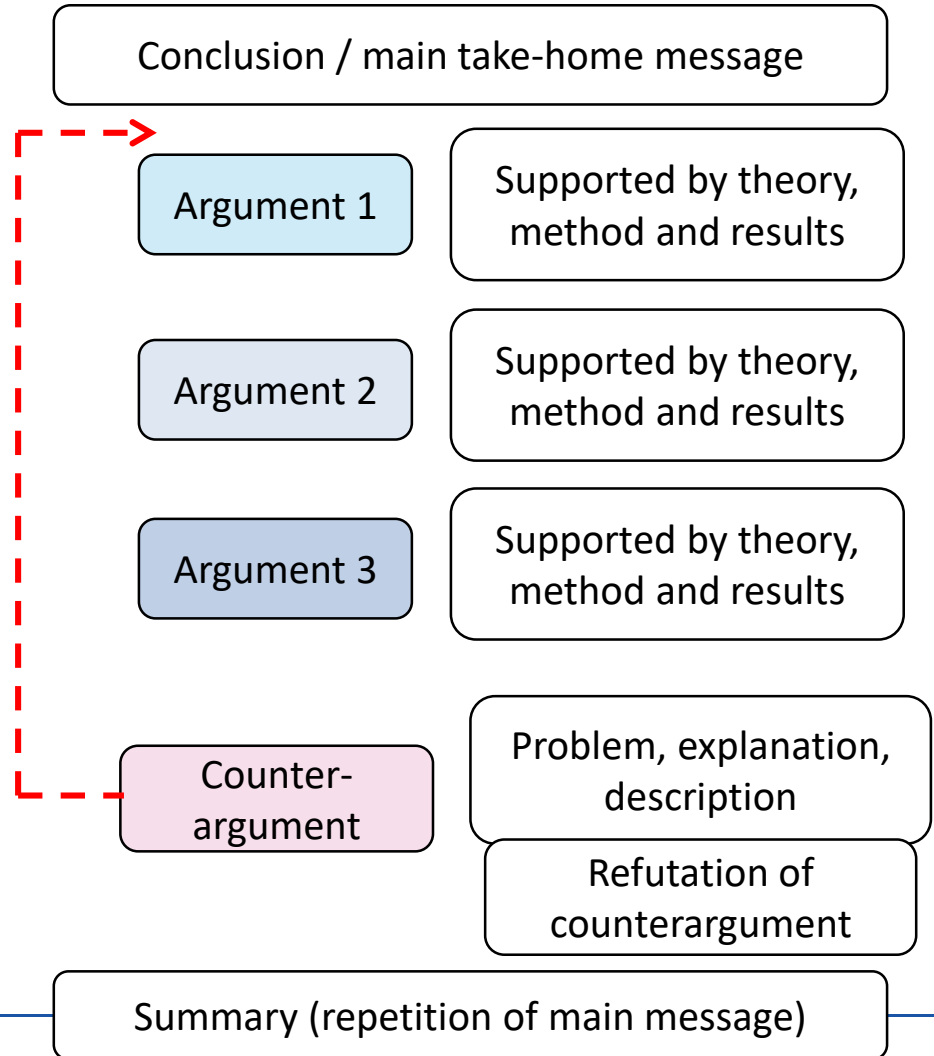 Conclusion / main take-home message
Argument 1
Supported by theory,
method and results
Argument 2
Supported by theory,
method and results
Argument 3
Supported by theory,
method and results
Counter-
argument
Problem, explanation,
description
Refutation of
counterargument
Summary (repetition of main message)